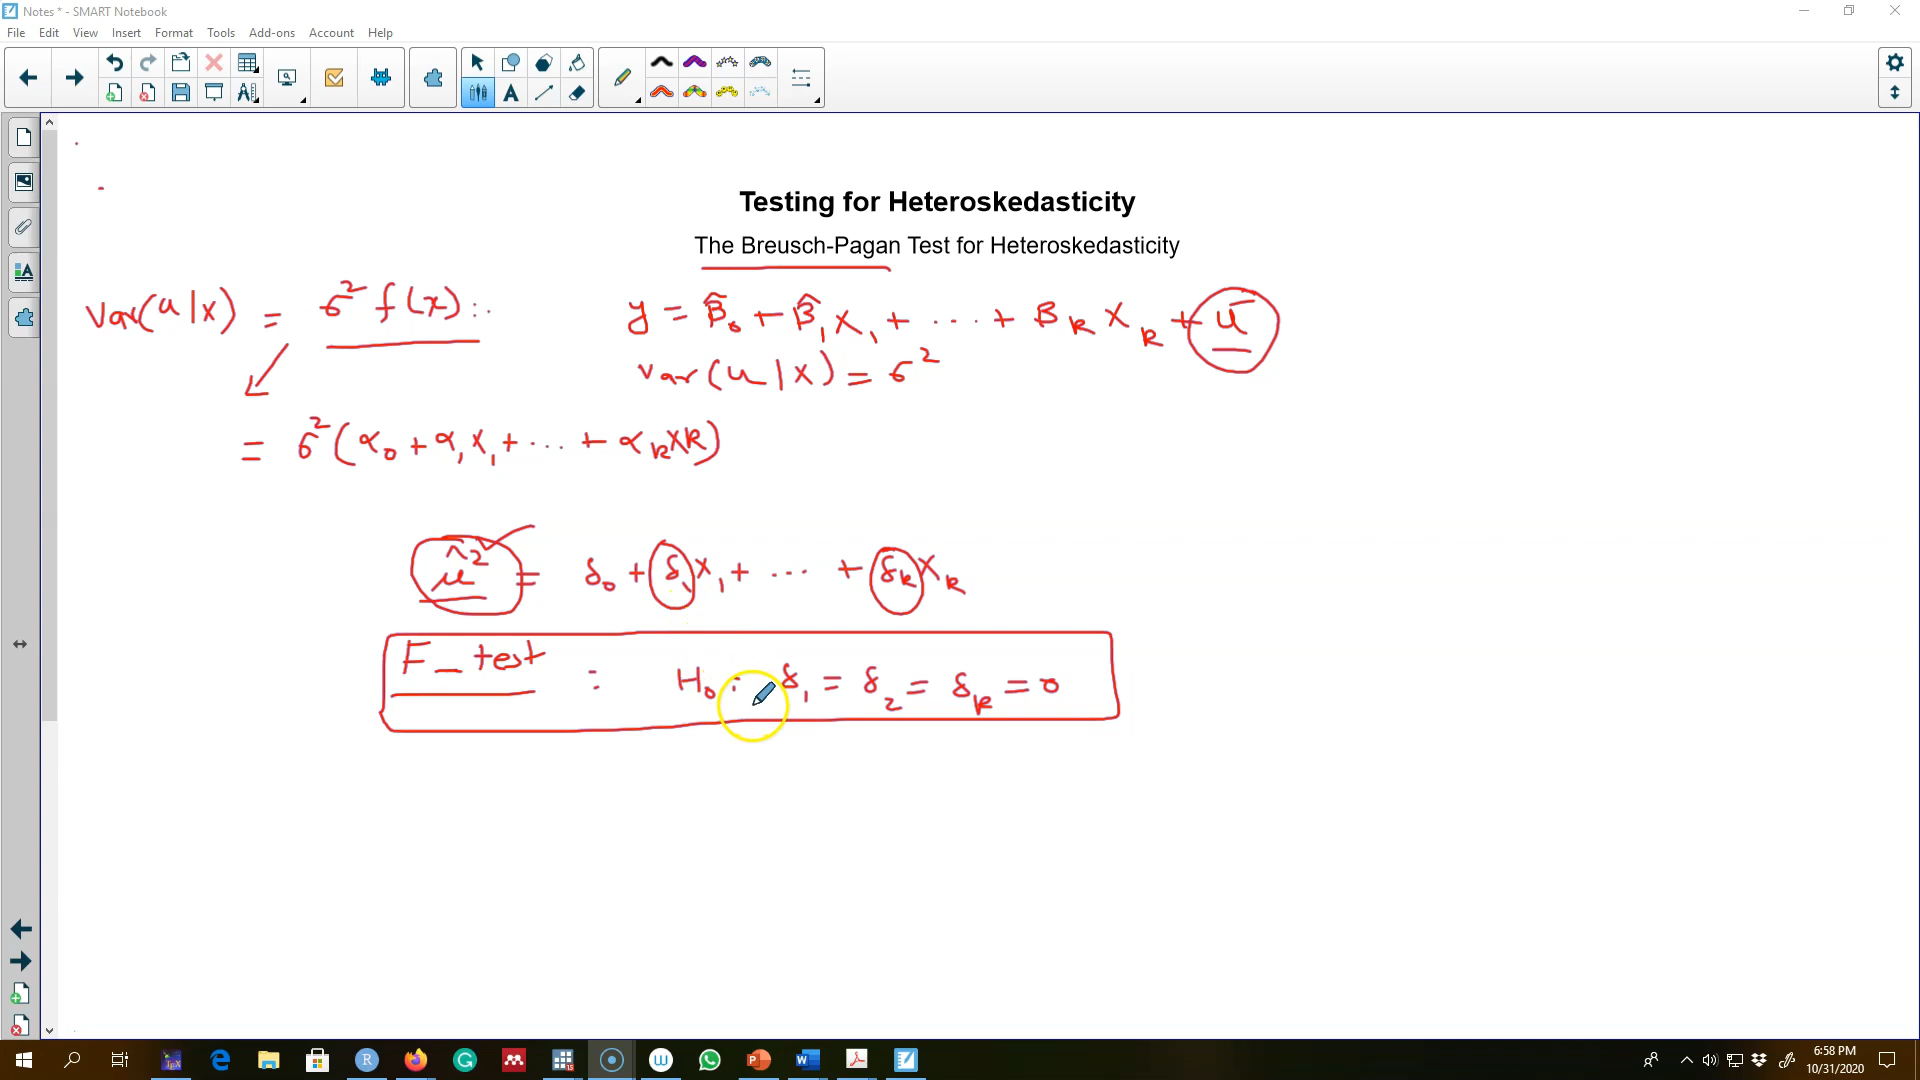 Notes * - SMART Notebook
File Edit View Insert Format Tools Add-ons Account Help
Testing for Heteroskedasticity
The Breusch-Pagan Test for Heteroskedasticity
Var(u|x) = σ² f(x) :.
y = β̂₀ + β̂₁x₁ + ... + βₖ xₖ + u
var(u|x) = σ²
= σ²(α₀ + α₁x₁ + ... + αₖxk)
û² = δ₀ + δ₁x₁ + ... + δₖxₖ
F_test : H₀ : δ₁ = δ₂ = δₖ = 0
6:58 PM
10/31/2020